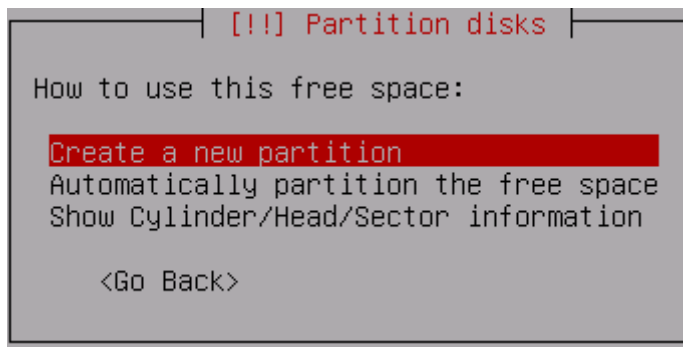 [!!] Partition disks
How to use this free space:
Create a new partition
Automatically partition the free space
Show Cylinder/Head/Sector information
<Go Back>